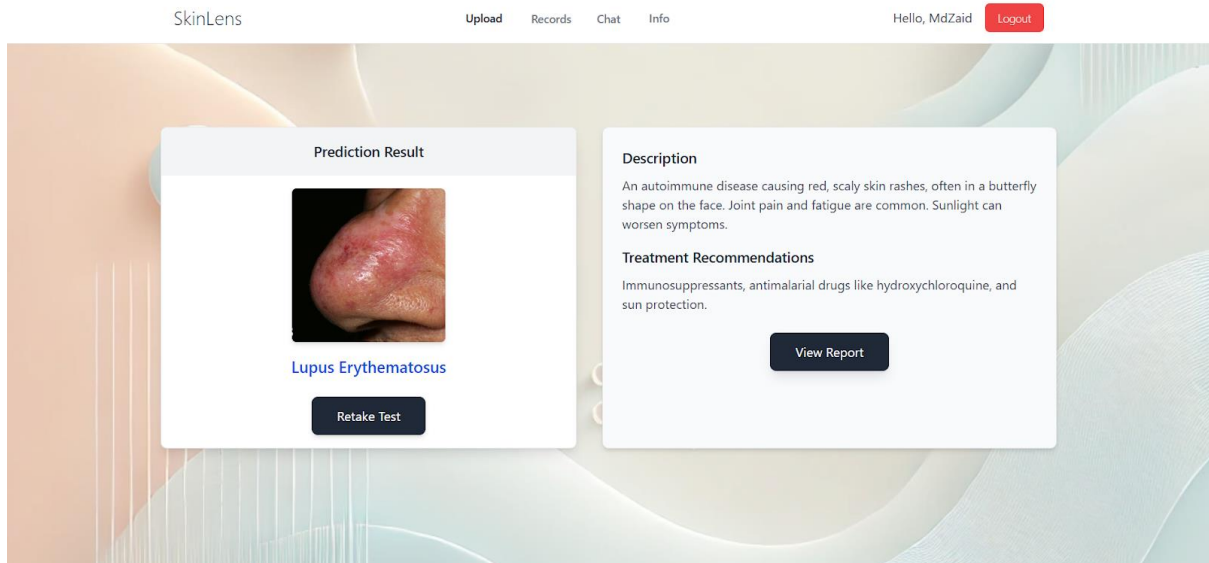 SkinLens
Upload
Records
Chat
Info
Hello, MdZaid
Logout
Prediction Result
Lupus Erythematosus
Retake Test
Description
An autoimmune disease causing red, scaly skin rashes, often in a butterfly
shape on the face. Joint pain and fatigue are common. Sunlight can
worsen symptoms.
Treatment Recommendations
Immunosuppressants, antimalarial drugs like hydroxychloroquine, and
sun protection.
View Report